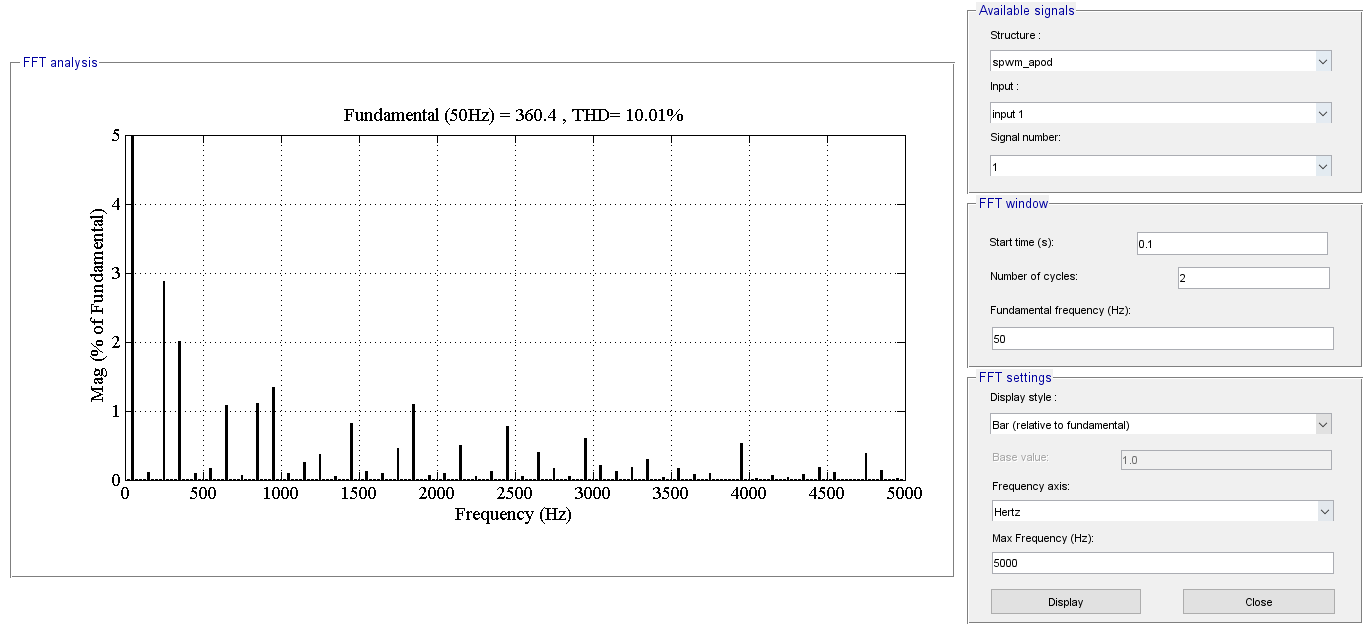 FFT analysis
Fundamental (50Hz) = 360.4 , THD= 10.01%
Mag (% of Fundamental)
5
4
3
2
1
0
0 500 1000 1500 2000 2500 3000 3500 4000 4500 5000
Frequency (Hz)
Available signals
Structure :
spwm_apod
Input :
input 1
Signal number:
1
FFT window
Start time (s): 0.1
Number of cycles: 2
Fundamental frequency (Hz):
50
FFT settings
Display style :
Bar (relative to fundamental)
Base value: 1.0
Frequency axis:
Hertz
Max Frequency (Hz):
5000
Display Close